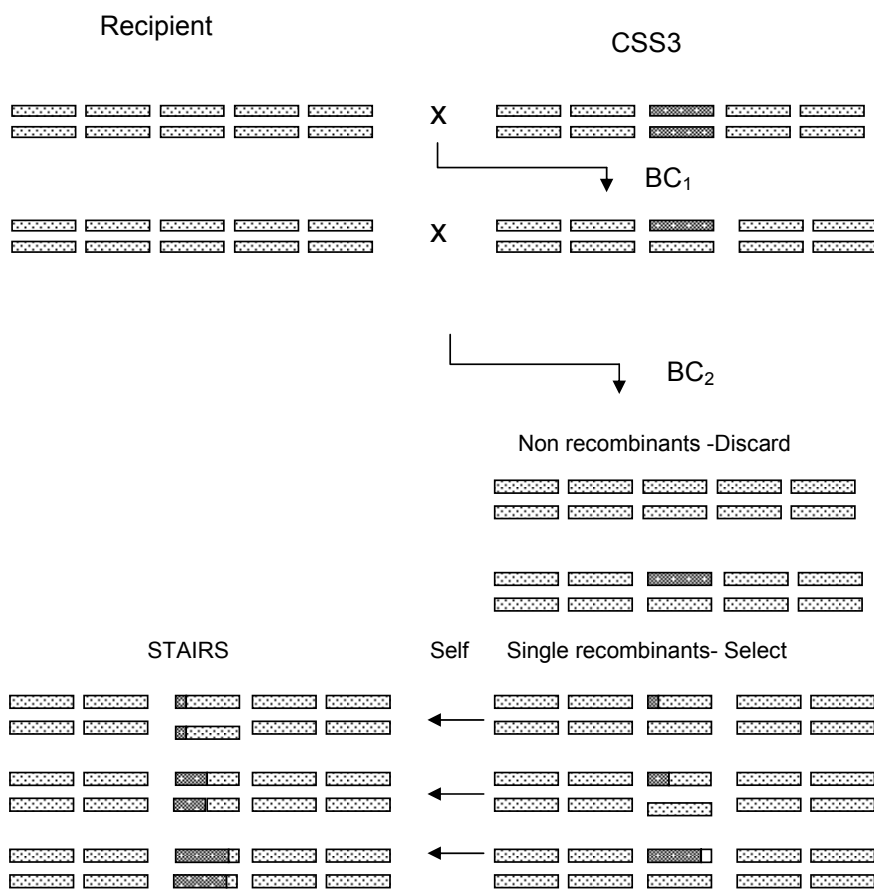 Recipient
CSS3
x
BC₁
x
BC₂
Non recombinants -Discard
STAIRS Self Single recombinants- Select